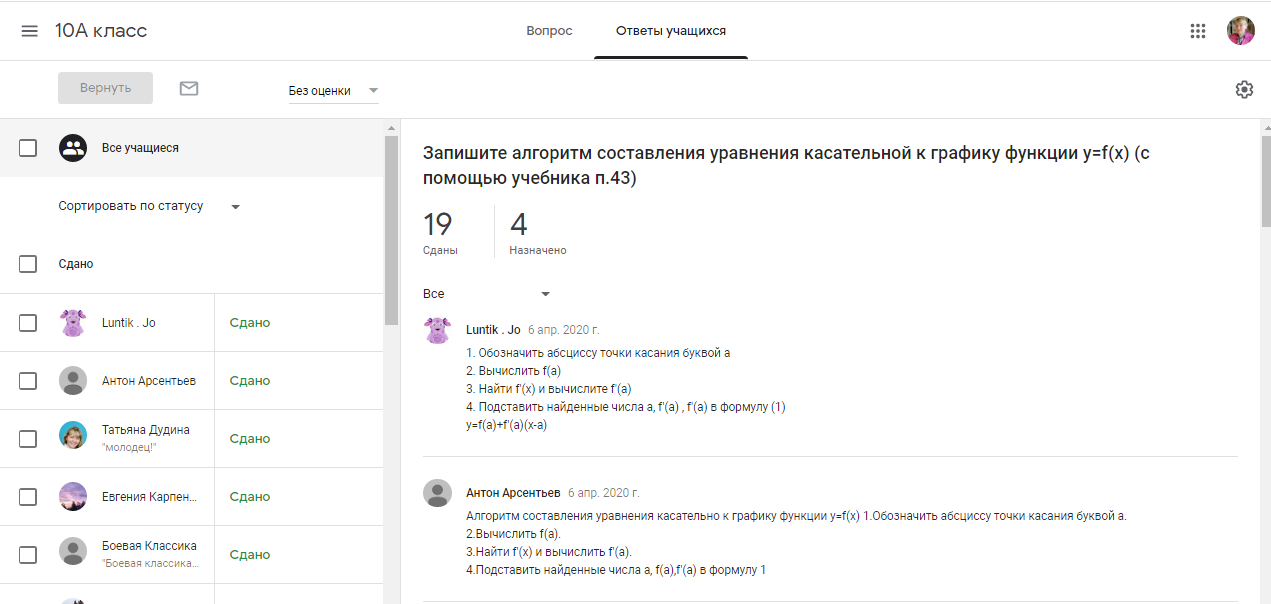 10А класс
Вопрос
Ответы учащихся
Вернуть
Без оценки
Все учащиеся
Сортировать по статусу
Сдано
Luntik . Jo
Сдано
Антон Арсентьев
Сдано
Татьяна Дудина
"молодец!"
Сдано
Евгения Карпен...
Сдано
Боевая Классика
"Боевая классика...
Сдано
Запишите алгоритм составления уравнения касательной к графику функции y=f(x) (с
помощью учебника п.43)
19
Сданы
4
Назначено
Все
Luntik . Jo 6 апр. 2020 г.
1. Обозначить абсциссу точки касания буквой а
2. Вычислить f(a)
3. Найти f'(x) и вычислите f'(a)
4. Подставить найденные числа а, f'(a) , f'(a) в формулу (1)
y=f(a)+f'(a)(x-a)
Антон Арсентьев 6 апр. 2020 г.
Алгоритм составления уравнения касательно к графику функции y=f(x) 1.Обозначить абсциссу точки касания буквой а.
2.Вычислить f(a).
3.Найти f'(x) и вычислить f'(a).
4.Подставить найденные числа a, f(a),f'(a) в формулу 1